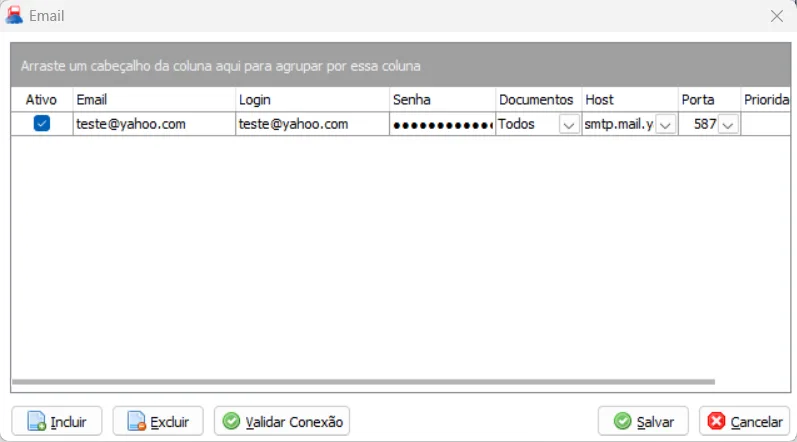 Email
Arraste um cabeçalho da coluna aqui para agrupar por essa coluna
Ativo Email Login Senha Documentos Host Porta Priorida
teste@yahoo.com teste@yahoo.com ●●●●●●●●●●●●● Todos smtp.mail.y 587
Incluir Excluir Validar Conexão Salvar Cancelar